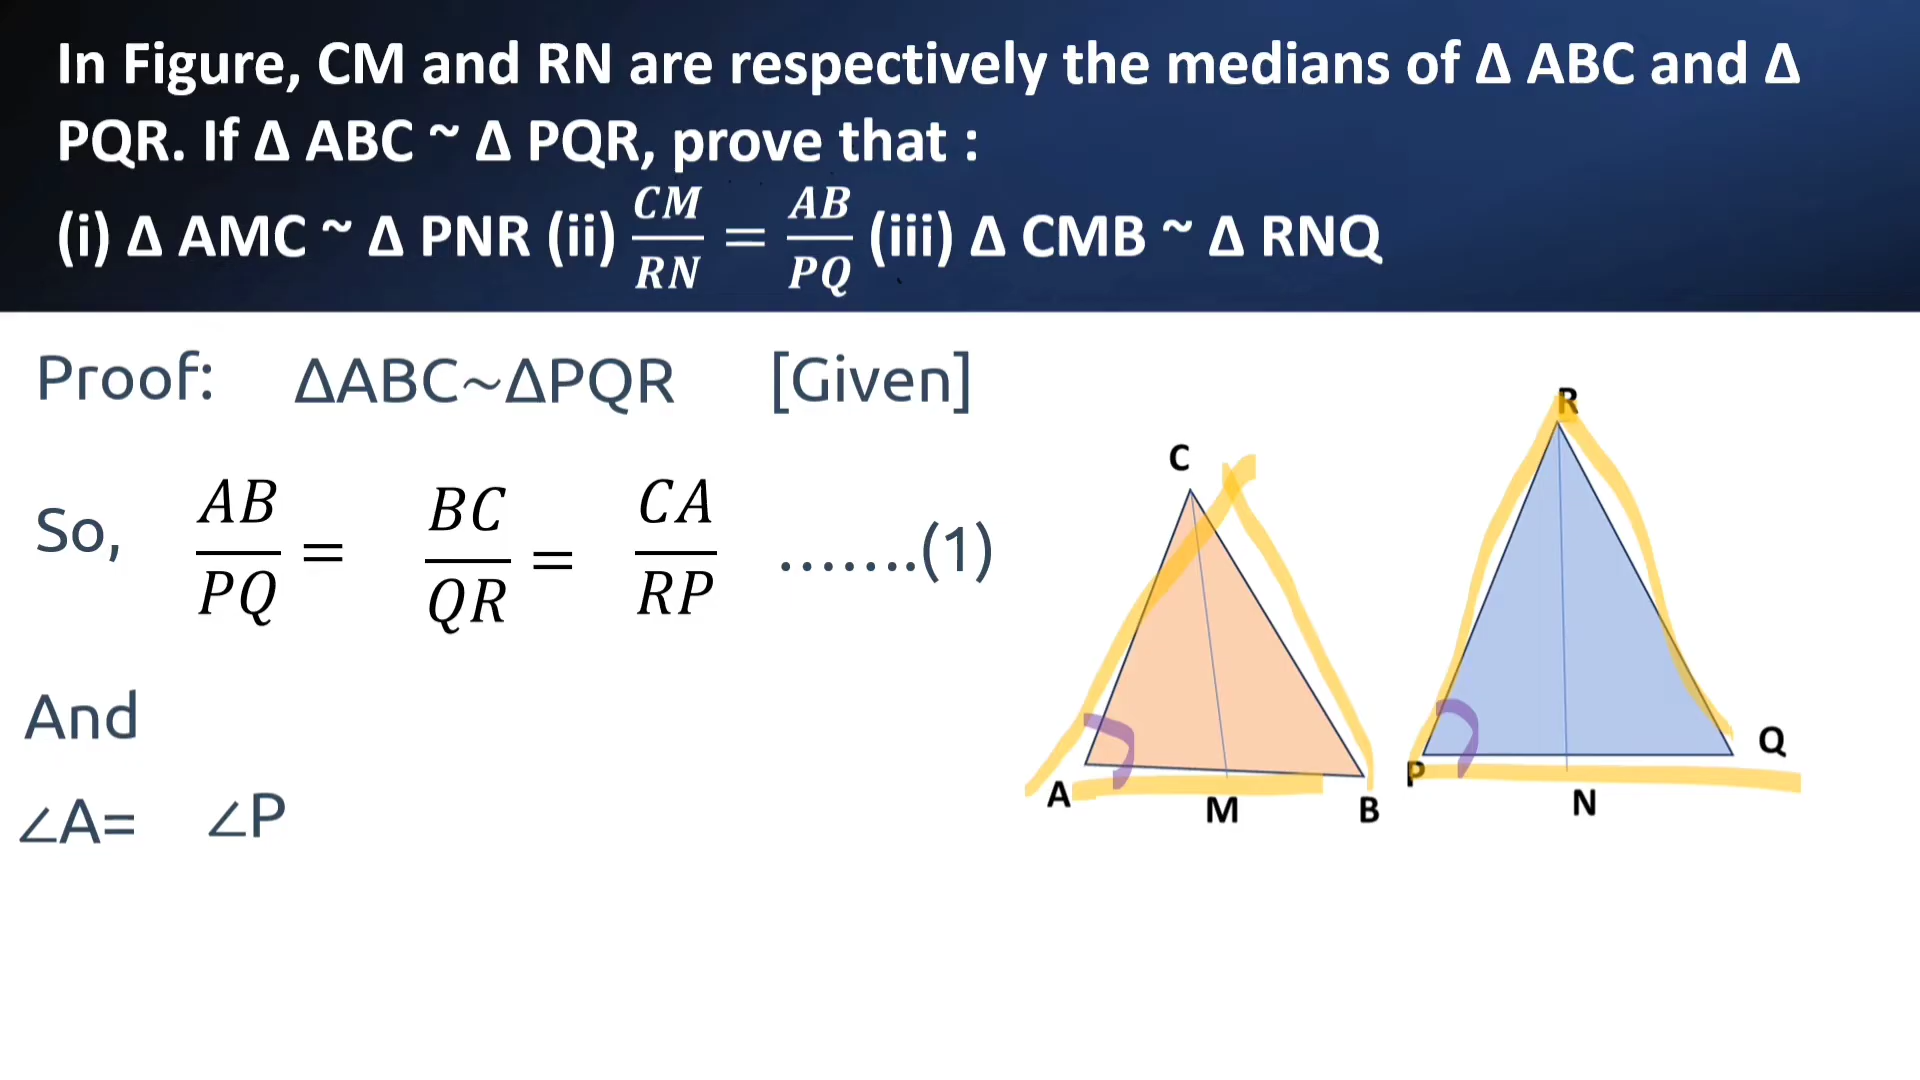 In Figure, CM and RN are respectively the medians of Δ ABC and Δ
PQR. If Δ ABC ~ Δ PQR, prove that :
(i) Δ AMC ~ Δ PNR (ii) CM/RN = AB/PQ (iii) Δ CMB ~ Δ RNQ
Proof: ΔABC~ΔPQR [Given]
So, AB/PQ = BC/QR = CA/RP .......(1)
And
∠A= ∠P
C
A
M
B
R
P
N
Q